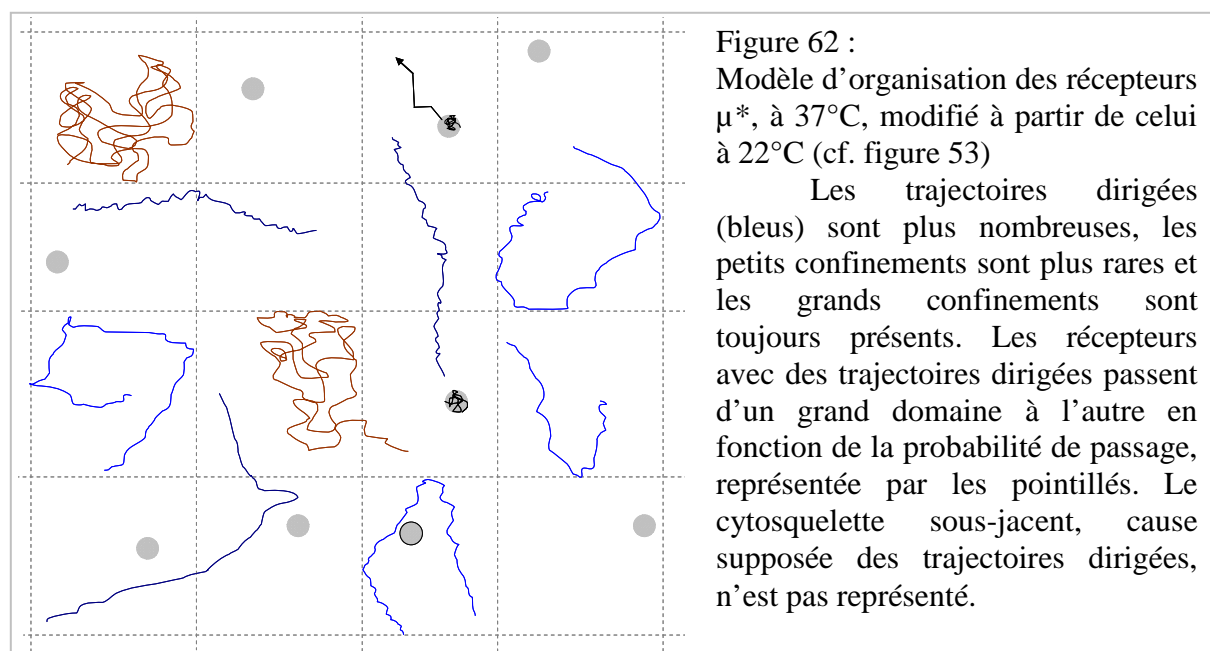 Figure 62 :
Modèle d’organisation des récepteurs
µ*, à 37°C, modifié à partir de celui
à 22°C (cf. figure 53)
Les trajectoires dirigées
(bleus) sont plus nombreuses, les
petits confinements sont plus rares et
les grands confinements sont
toujours présents. Les récepteurs
avec des trajectoires dirigées passent
d’un grand domaine à l’autre en
fonction de la probabilité de passage,
représentée par les pointillés. Le
cytosquelette sous-jacent, cause
supposée des trajectoires dirigées,
n’est pas représenté.